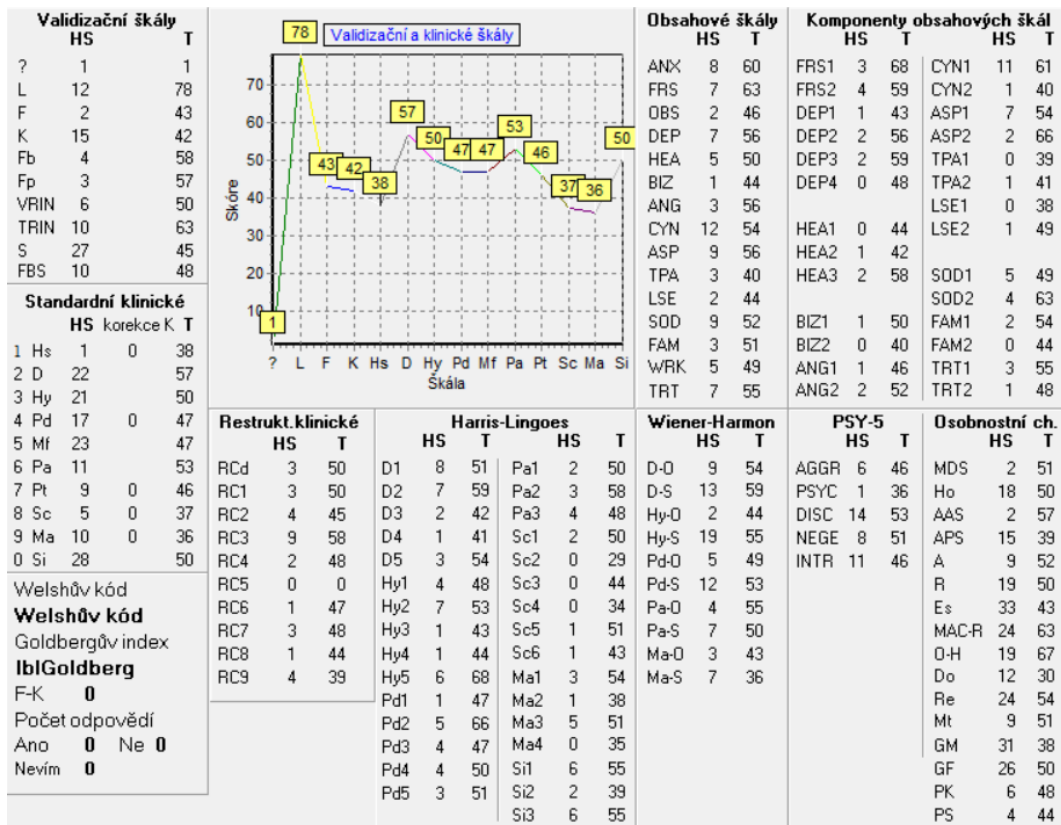 Validizační škály
HS T
? 1 1
L 12 78
F 2 43
K 15 42
Fb 4 58
Fp 3 57
VRIN 6 50
TRIN 10 63
S 27 45
FBS 10 48
Standardní klinické
HS korekce K T
1 Hs 1 0 38
2 D 22 57
3 Hy 21 50
4 Pd 17 0 47
5 Mf 23 47
6 Pa 11 53
7 Pt 9 0 46
8 Sc 5 0 37
9 Ma 10 0 36
0 Si 28 50
Welshův kód
Welshův kód
Goldbergův index
lblGoldberg
F-K 0
Počet odpovědí
Ano 0 Ne 0
Nevím 0
Validizační a klinické škály
78
57
53
50
50
47
47
46
43
42
38
37
36
1
70
60
50
40
30
20
10
Skóre
? L F K Hs D Hy Pd Mf Pa Pt Sc Ma Si
Škála
Obsahové škály
HS T
ANX 8 60
FRS 7 63
OBS 2 46
DEP 7 56
HEA 5 50
BIZ 1 44
ANG 3 56
CYN 12 54
ASP 9 56
TPA 3 40
LSE 2 44
SOD 9 52
FAM 3 51
WRK 5 49
TRT 7 55
Komponenty obsahových škál
HS T HS T
FRS1 3 68 CYN1 11 61
FRS2 4 59 CYN2 1 40
DEP1 1 43 ASP1 7 54
DEP2 2 56 ASP2 2 66
DEP3 2 59 TPA1 0 39
DEP4 0 48 TPA2 1 41
LSE1 0 38
HEA1 0 44 LSE2 1 49
HEA2 1 42
HEA3 2 58 SOD1 5 49
SOD2 4 63
BIZ1 1 50 FAM1 2 54
BIZ2 0 40 FAM2 0 44
ANG1 1 46 TRT1 3 55
ANG2 2 52 TRT2 1 48
Restrukt.klinické
HS T
RCd 3 50
RC1 3 50
RC2 4 45
RC3 9 58
RC4 2 48
RC5 0 0
RC6 1 47
RC7 3 48
RC8 1 44
RC9 4 39
Harris-Lingoes
HS T HS T
D1 8 51 Pa1 2 50
D2 7 59 Pa2 3 58
D3 2 42 Pa3 4 48
D4 1 41 Sc1 2 50
D5 3 54 Sc2 0 29
Hy1 4 48 Sc3 0 44
Hy2 7 53 Sc4 0 34
Hy3 1 43 Sc5 1 51
Hy4 1 44 Sc6 1 43
Hy5 6 68 Ma1 3 54
Pd1 1 47 Ma2 1 38
Pd2 5 66 Ma3 5 51
Pd3 4 47 Ma4 0 35
Pd4 4 50 Si1 6 55
Pd5 3 51 Si2 2 39
Si3 6 55
Wiener-Harmon
HS T
D-O 9 54
D-S 13 59
Hy-O 2 44
Hy-S 19 55
Pd-O 5 49
Pd-S 12 53
Pa-O 4 55
Pa-S 7 50
Ma-O 3 43
Ma-S 7 36
PSY-5
HS T
AGGR 6 46
PSYC 1 36
DISC 14 53
NEGE 8 51
INTR 11 46
Osobnostní ch.
HS T
MDS 2 51
Ho 18 50
AAS 2 57
APS 15 39
A 9 52
R 19 50
Es 33 43
MAC-R 24 63
O-H 19 67
Do 12 30
Re 24 54
Mt 9 51
GM 31 38
GF 26 50
PK 6 48
PS 4 44